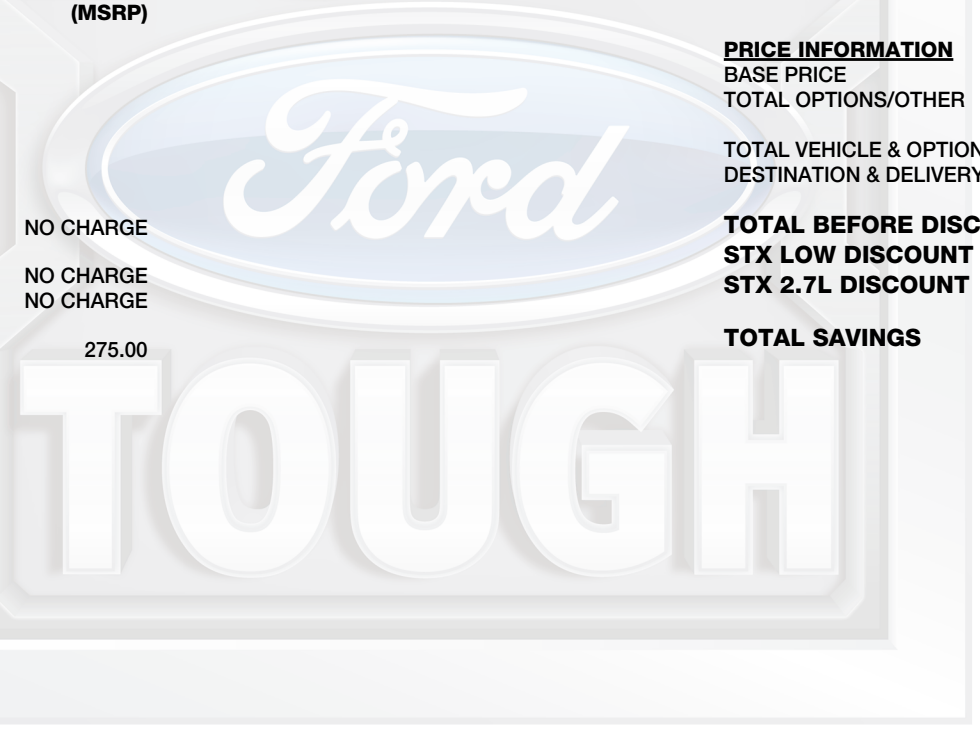 (MSRP)
NO CHARGE
NO CHARGE
NO CHARGE
275.00
PRICE INFORMATION
BASE PRICE
TOTAL OPTIONS/OTHER
TOTAL VEHICLE & OPTION
DESTINATION & DELIVERY
TOTAL BEFORE DISC
STX LOW DISCOUNT
STX 2.7L DISCOUNT
TOTAL SAVINGS
Ford
TOUGH